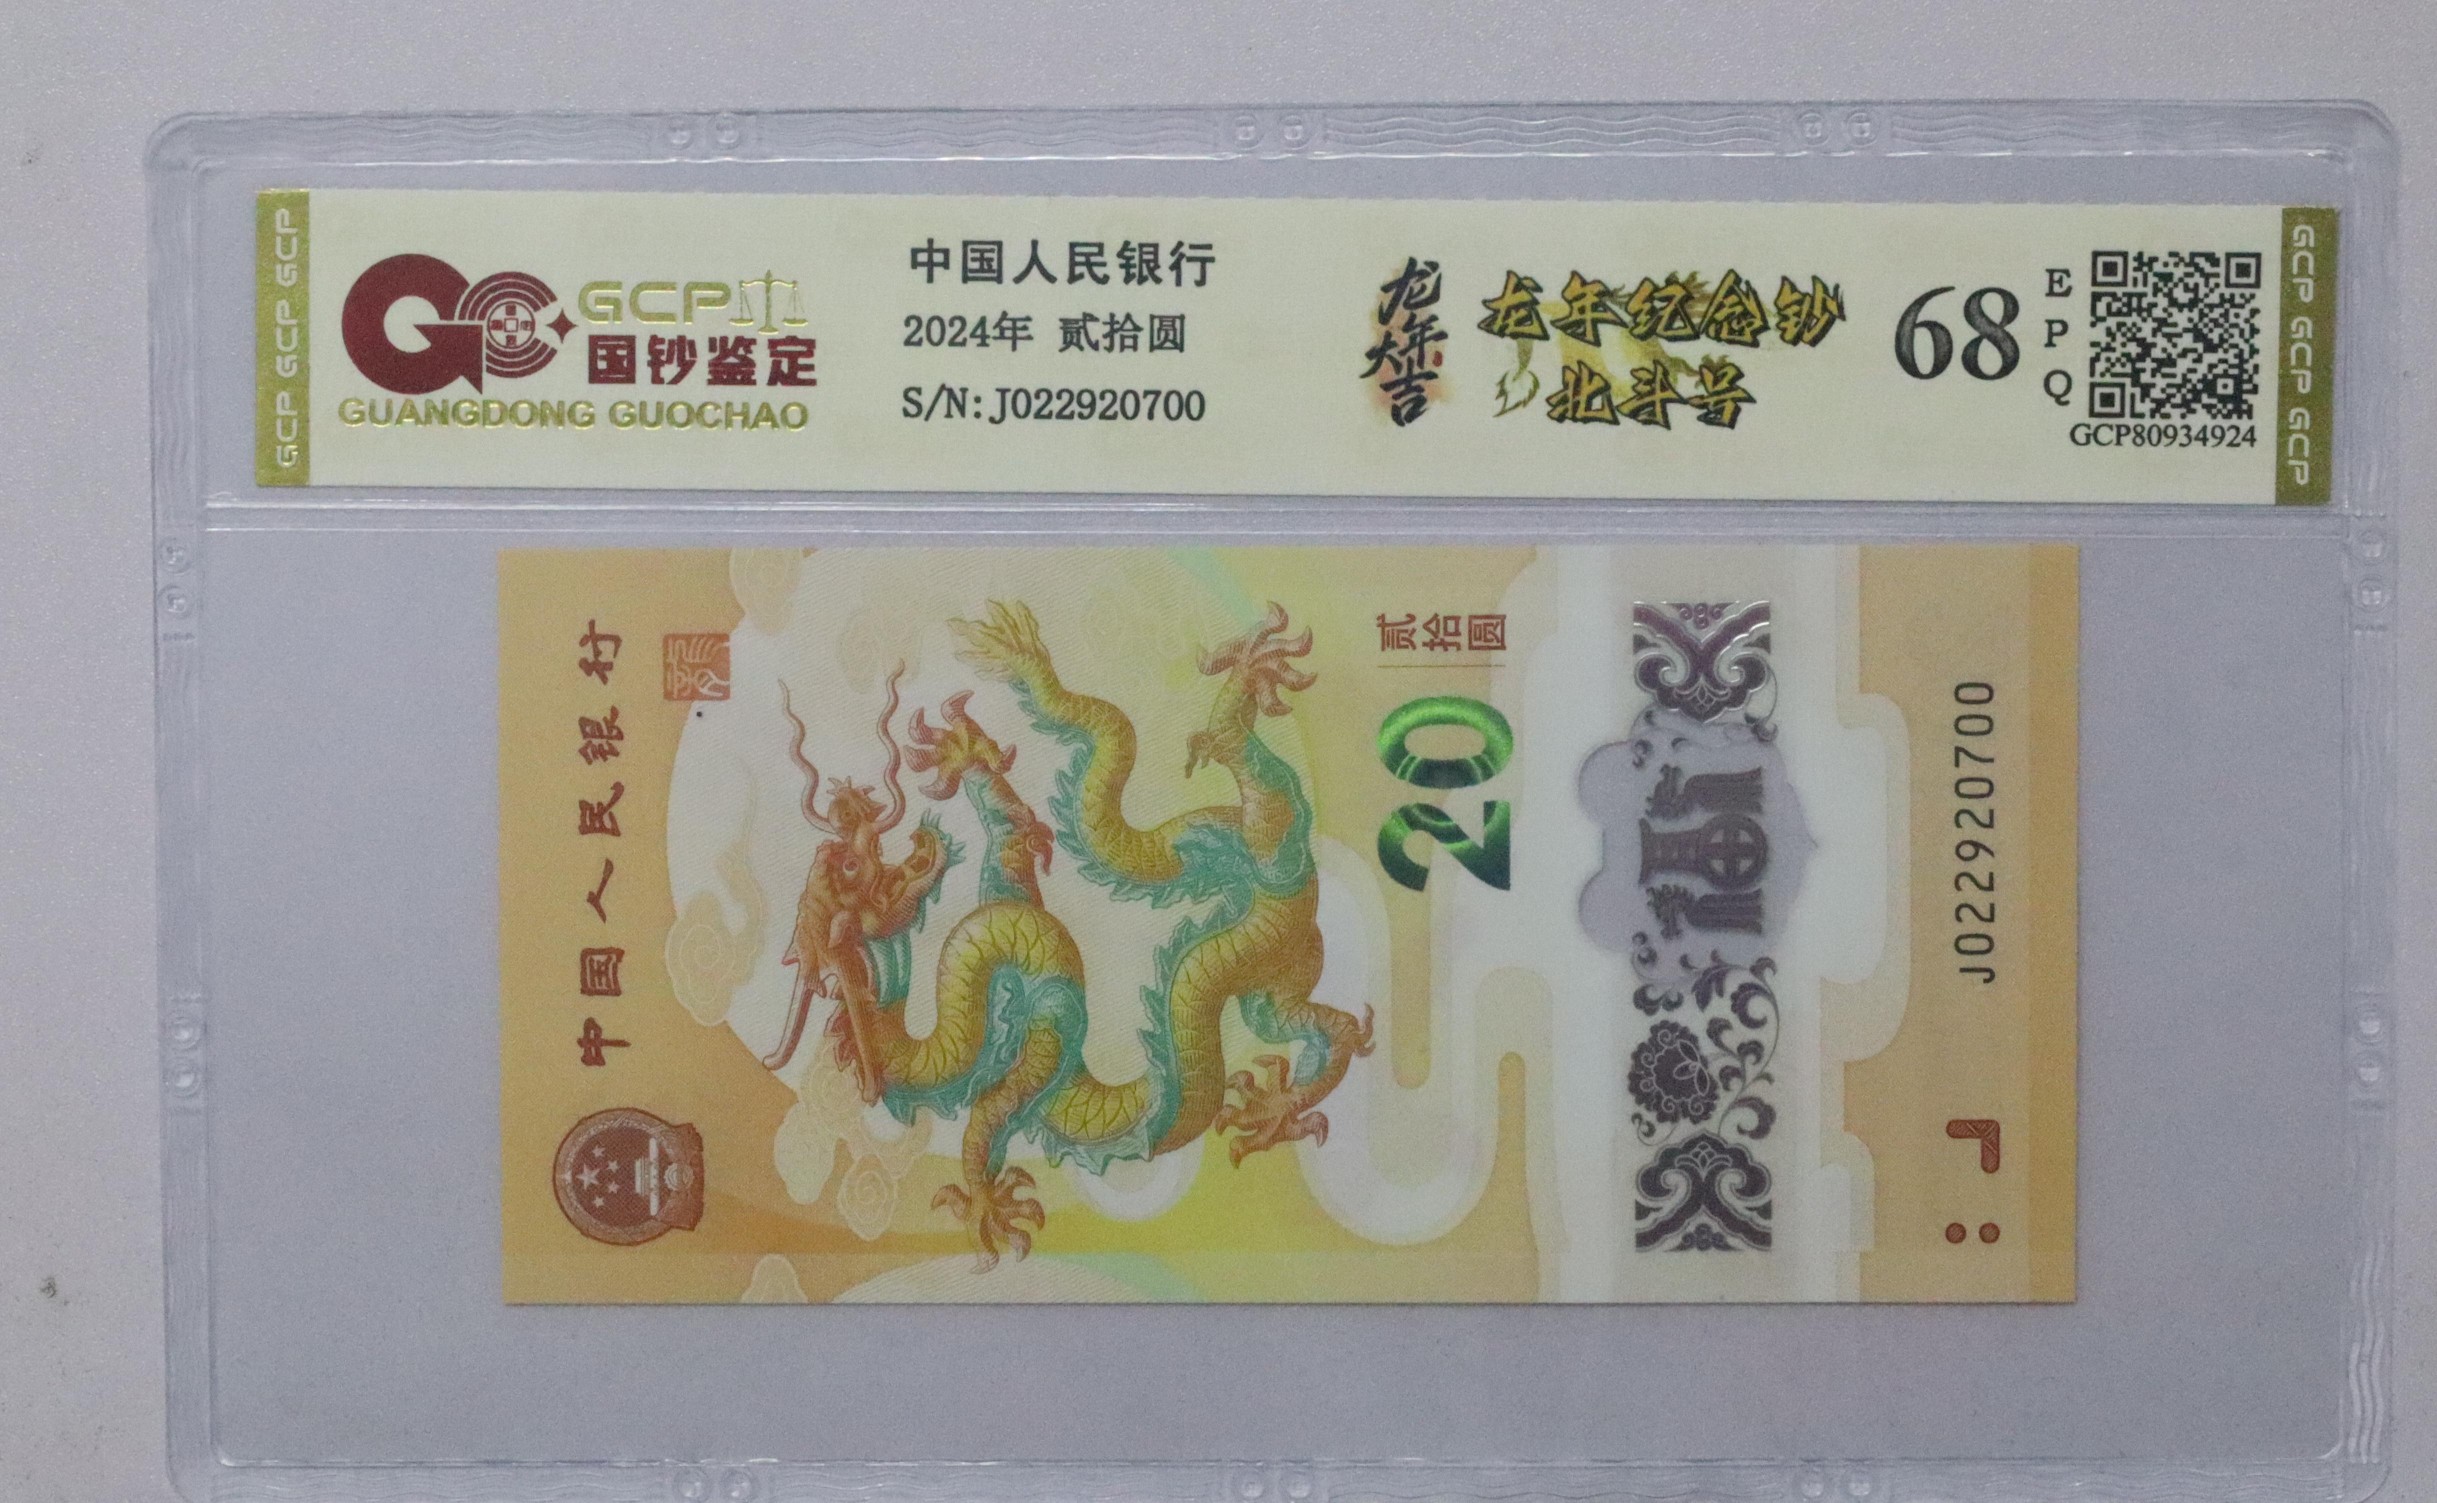 GCP GCP GCP
GCP
国钞鉴定
GUANGDONG GUOCHAO
中国人民银行
2024年 贰拾圆
S/N:J022920700
龙年大吉
龙年纪念钞
北斗号
68
EPQ
GCP80934924
GCP GCP GCP
中国人民银行
贰拾圆
20
福
J022920700